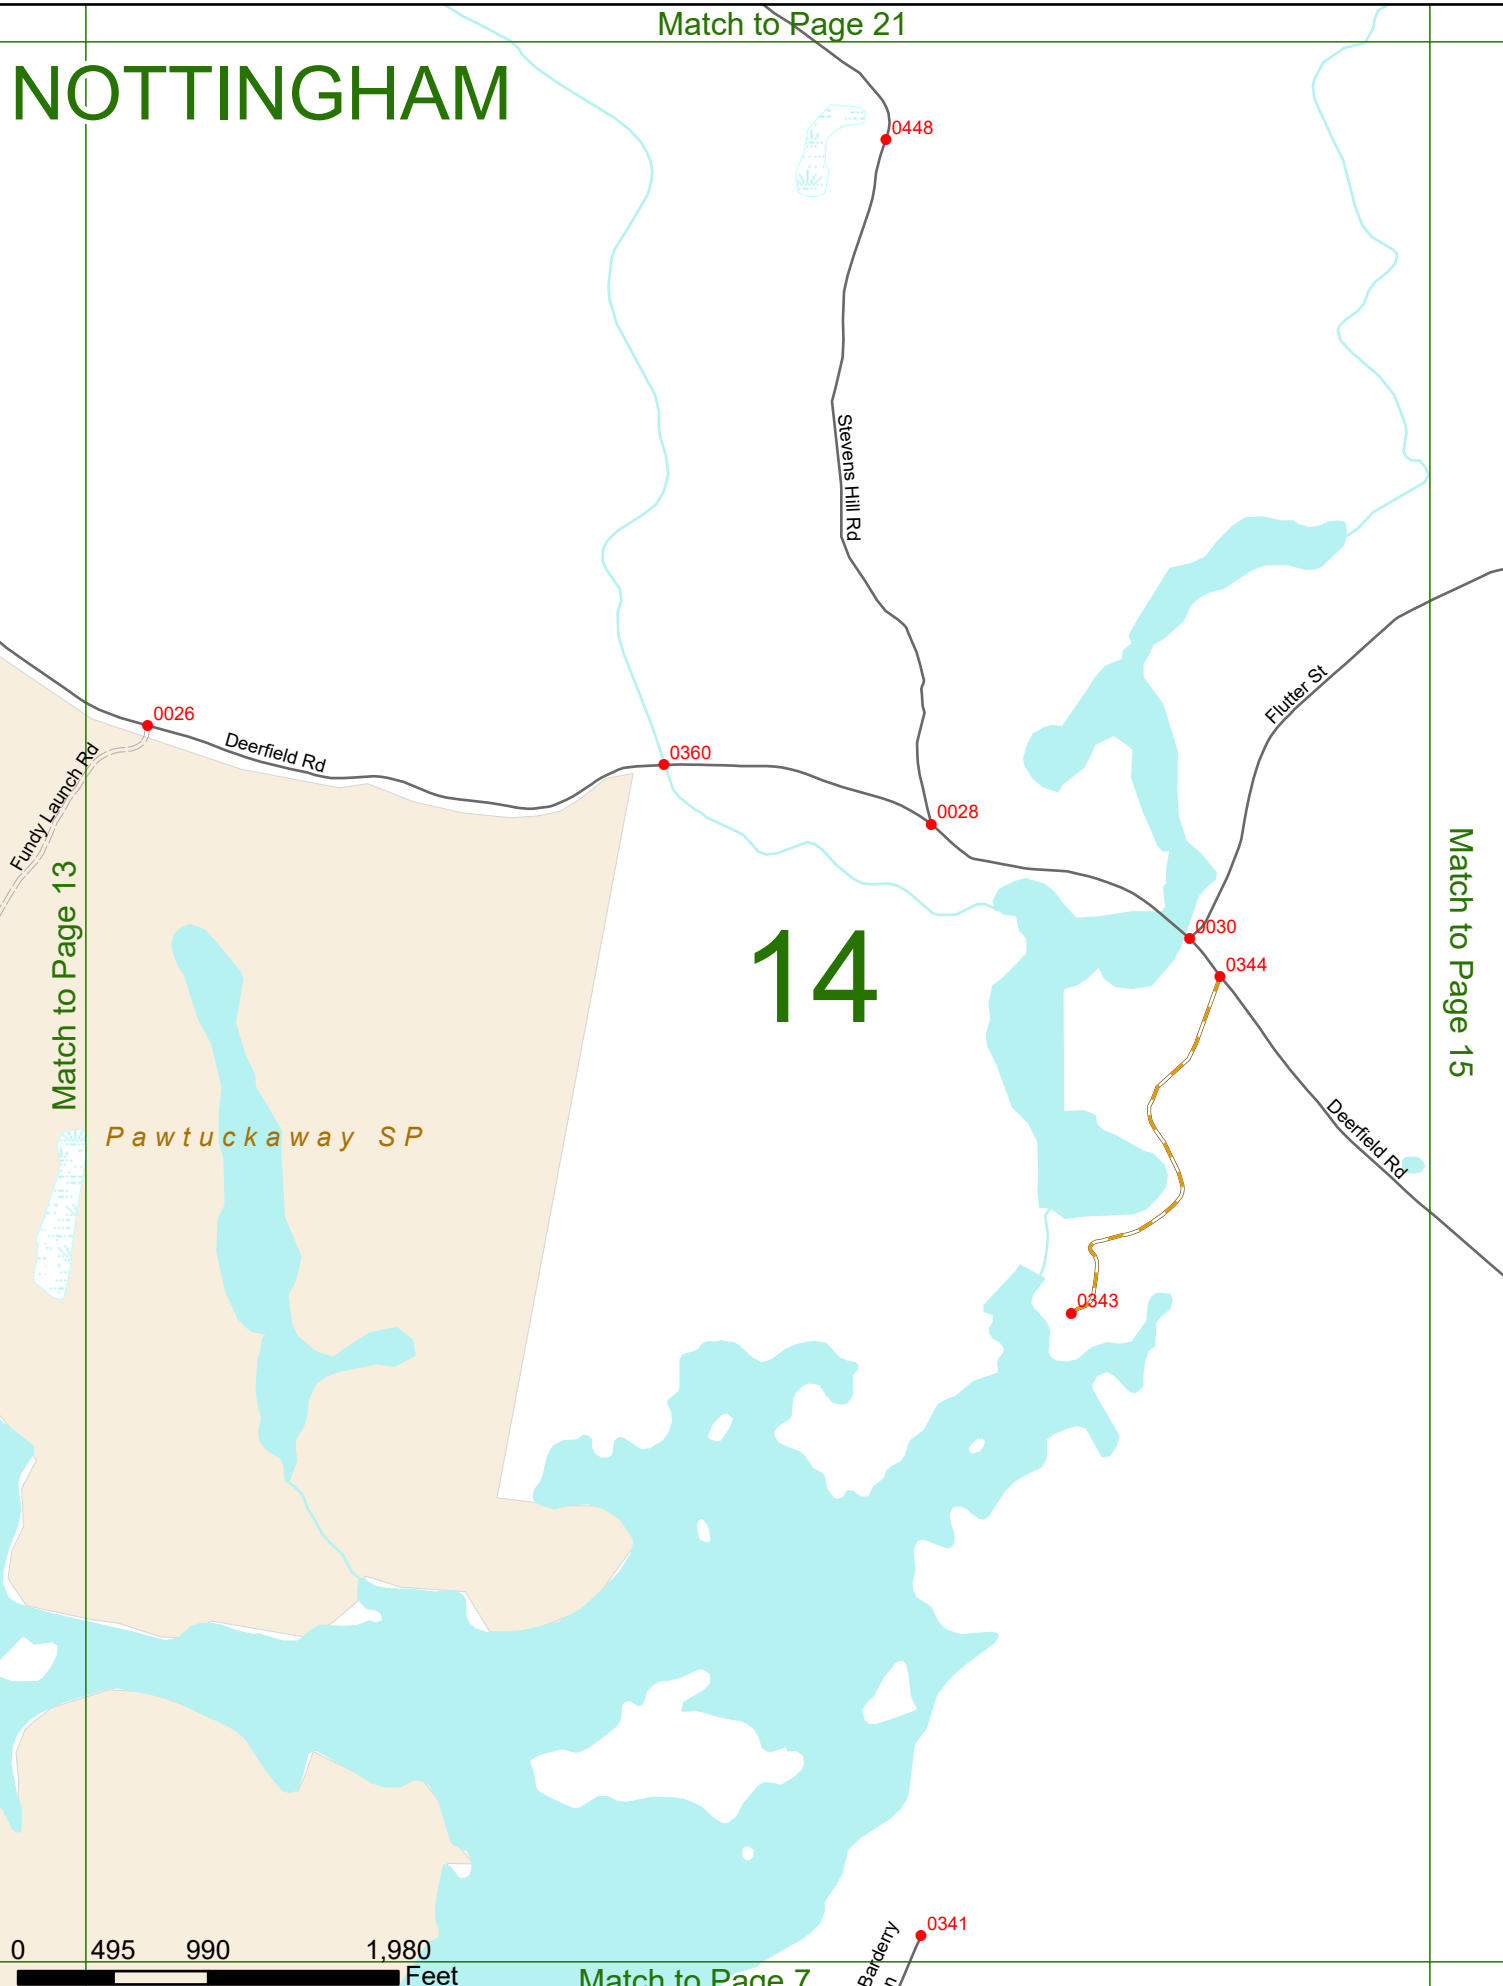 Match to Page 21
NOTTINGHAM
0448
Stevens Hill Rd
Flutter St
0026
Deerfield Rd
0360
Fundy Launch Rd
0028
Match to Page 13
Match to Page 15
0030
14
0344
Deerfield Rd
Pawtuckaway SP
0343
0341
Barderry
n
0 495 990 1,980
Feet
Match to Page 7